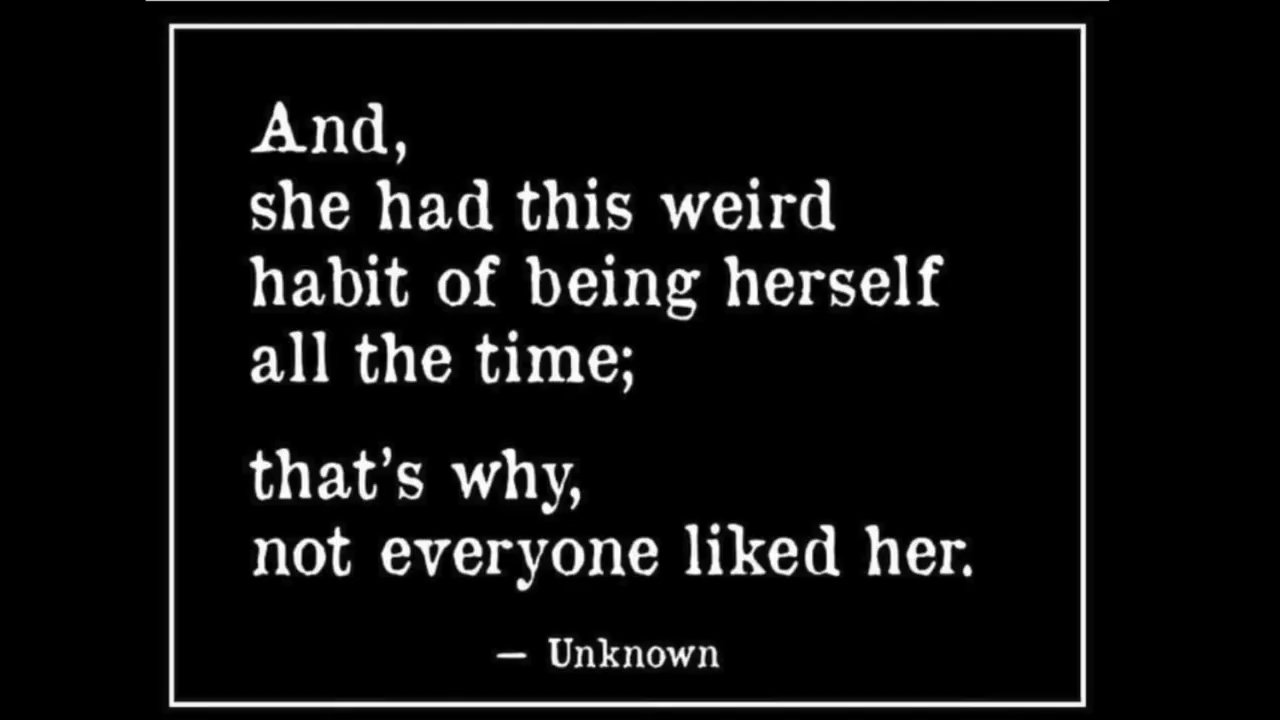 And,
she had this weird
habit of being herself
all the time;
that’s why,
not everyone liked her.
— Unknown